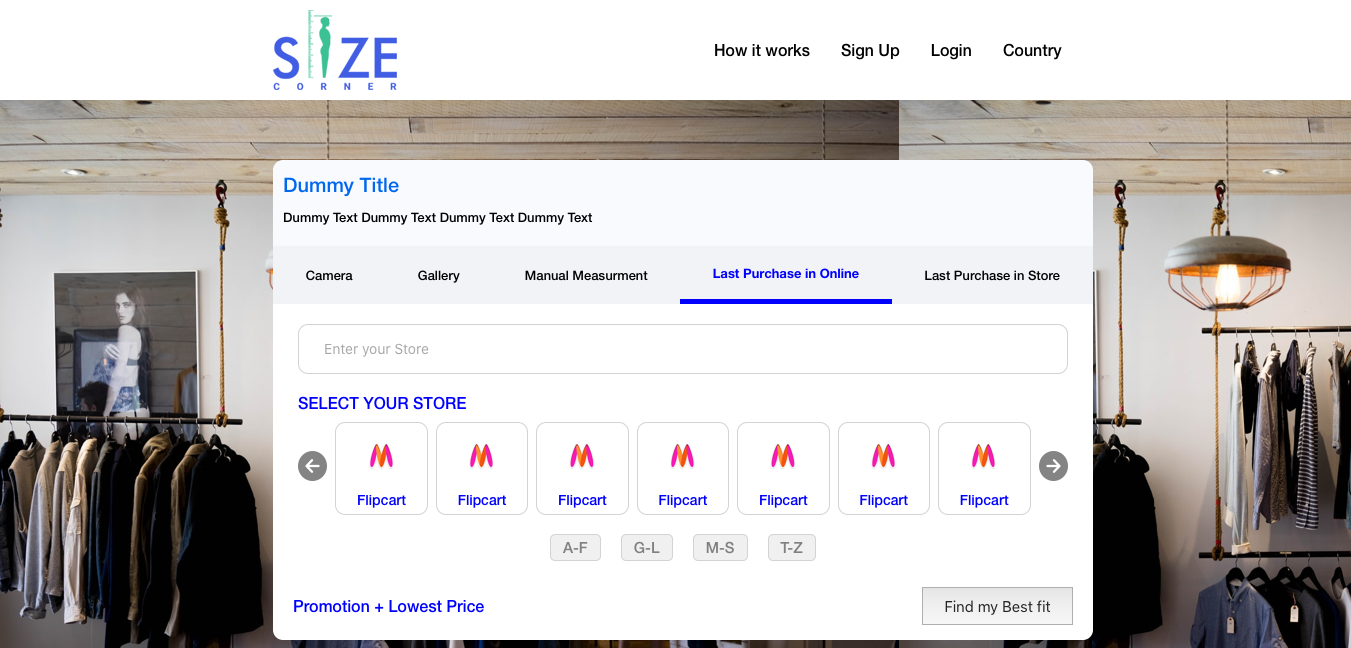 SIZE
CORNER
How it works Sign Up Login Country
Dummy Title
Dummy Text Dummy Text Dummy Text Dummy Text
Camera Gallery Manual Measurment Last Purchase in Online Last Purchase in Store
Enter your Store
SELECT YOUR STORE
Flipcart Flipcart Flipcart Flipcart Flipcart Flipcart Flipcart
A-F G-L M-S T-Z
Promotion + Lowest Price Find my Best fit